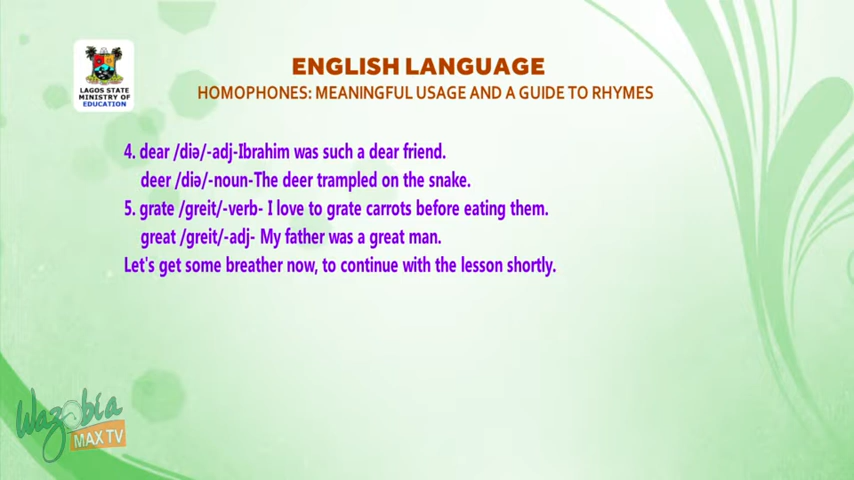 LAGOS STATE
MINISTRY OF
EDUCATION
ENGLISH LANGUAGE
HOMOPHONES: MEANINGFUL USAGE AND A GUIDE TO RHYMES
4. dear /diə/-adj-Ibrahim was such a dear friend.
deer /diə/-noun-The deer trampled on the snake.
5. grate /greit/-verb- I love to grate carrots before eating them.
great /greit/-adj- My father was a great man.
Let's get some breather now, to continue with the lesson shortly.
Wazobia
MAX TV